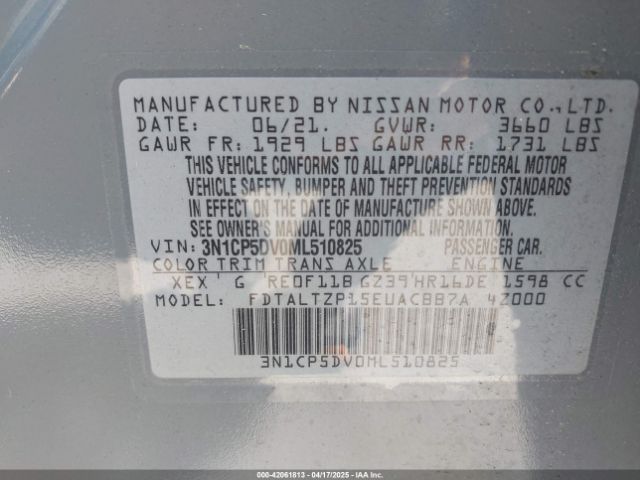 MANUFACTURED BY NISSAN MOTOR CO., LTD.
DATE: 06/21. GVWR: 3660 LBS
GAWR FR: 1929 LBS GAWR RR: 1731 LBS
THIS VEHICLE CONFORMS TO ALL APPLICABLE FEDERAL MOTOR
VEHICLE SAFETY, BUMPER AND THEFT PREVENTION STANDARDS
IN EFFECT ON THE DATE OF MANUFACTURE SHOWN ABOVE.
SEE OWNER'S MANUAL FOR ADDITIONAL INFORMATION.
VIN: 3N1CP5DV0ML510825 PASSENGER CAR.
COLOR TRIM TRANS AXLE ENGINE
XEX' G RE0F11B GZ39'HR16DE 1598 CC
MODEL: FDTALTZP15EUACBB7A 4Z000
3N1CP5DV0ML510825
000-42061813 - 04/17/2025 - IAAI.COM